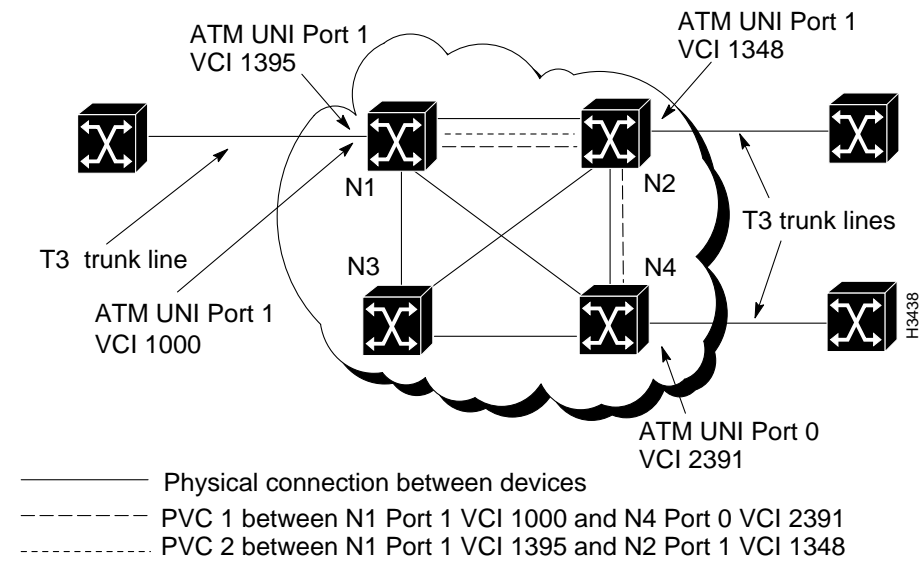 ATM UNI Port 1
VCI 1395
ATM UNI Port 1
VCI 1348
N1
N2
T3 trunk line
T3 trunk lines
N3
N4
ATM UNI Port 1
VCI 1000
H3438
ATM UNI Port 0
VCI 2391
Physical connection between devices
PVC 1 between N1 Port 1 VCI 1000 and N4 Port 0 VCI 2391
PVC 2 between N1 Port 1 VCI 1395 and N2 Port 1 VCI 1348